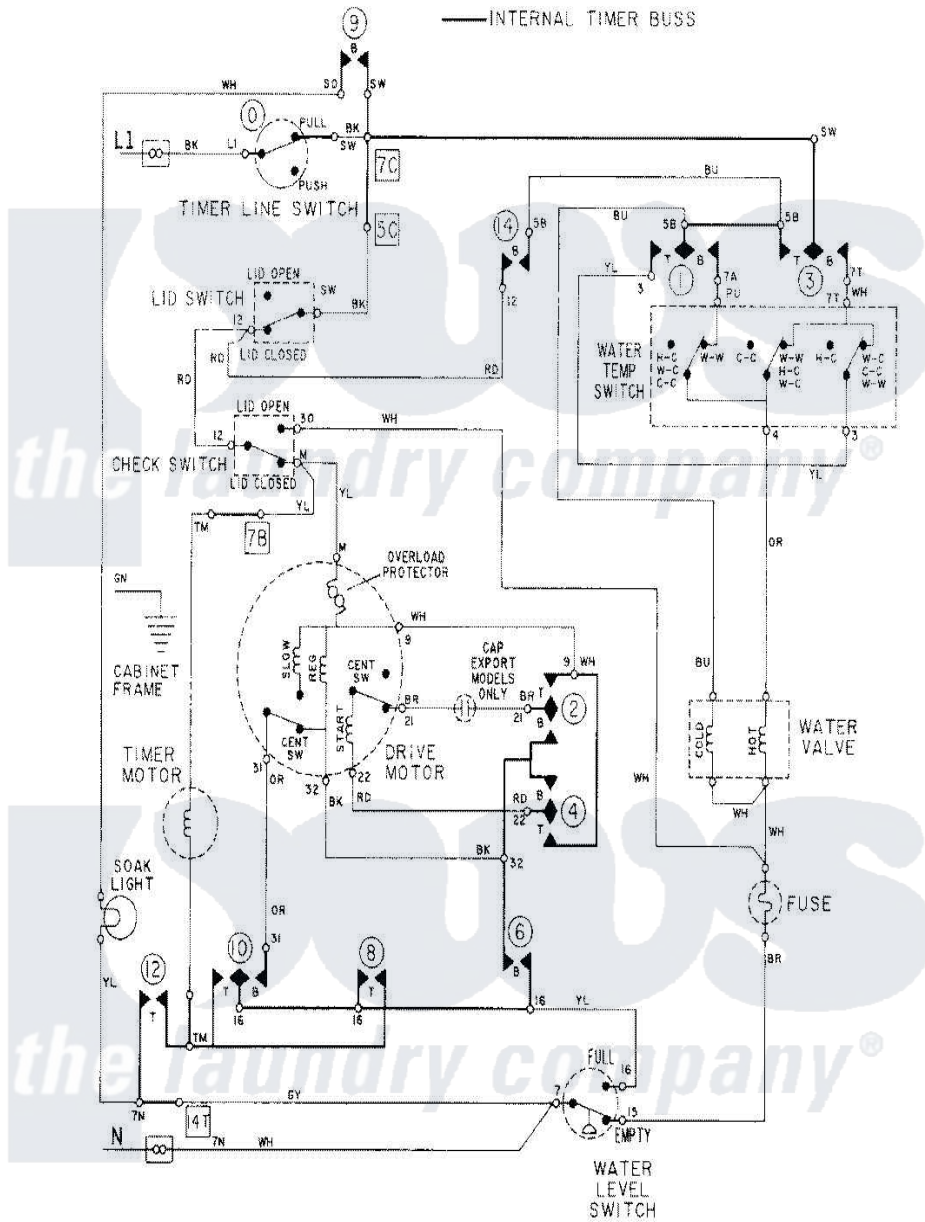 INTERNAL TIMER BUSS
9
B
WH
SO
SW
0
PULL
BK
SW
L1
BK
L1
SW
7C
PUSH
BU
TIMER LINE SWITCH
5C
14
5B
BU
5B
5B
B
T
B
T
B
LID OPEN
YL
1
7A
3
7T
LID SWITCH
SW
3
PU
WH
12
BK
12
7T
LID CLOSED
RD
RD
RD
WATER
TEMP
SWITCH
H-C
W-C
C-C
W-W
C-C
W-W
H-C
W-C
H-C
W-C
C-C
W-W
LID OPEN
30
WH
12
4
3
CHECK SWITCH
M
LID CLOSED
YL
YL
YL
the laundry company®
TM
7B
OR
M
OVERLOAD
PROTECTOR
GN
WH
9
CABINET
FRAME
SLOW
REG
CENT
SW
CAP
EXPORT
MODELS
ONLY
9
WH
T
BU
BR
21
BR
21
2
B
START
CENT
SW
COLD
HOT
WATER
VALVE
TIMER
MOTOR
31
OR
22
DRIVE
MOTOR
32
BK
RD
WH
B
RD
22
4
T
WH
WH
BK
32
SOAK
LIGHT
FUSE
OR
31
6
BR
12
10
8
B
YL
T
T
B
T
16
16
16
YL
TM
the laundry company®
FULL
16
GY
7
15
7N
4T
EMPTY
N
7N
WH
WATER
LEVEL
SWITCH